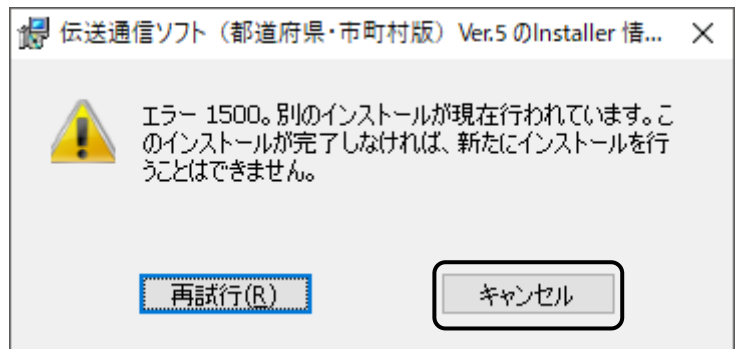 伝送通信ソフト（都道府県・市町村版）Ver.5 のInstaller 情...
エラー 1500。別のインストールが現在行われています。こ
のインストールが完了しなければ、新たにインストールを行
うことはできません。
再試行(R)
キャンセル